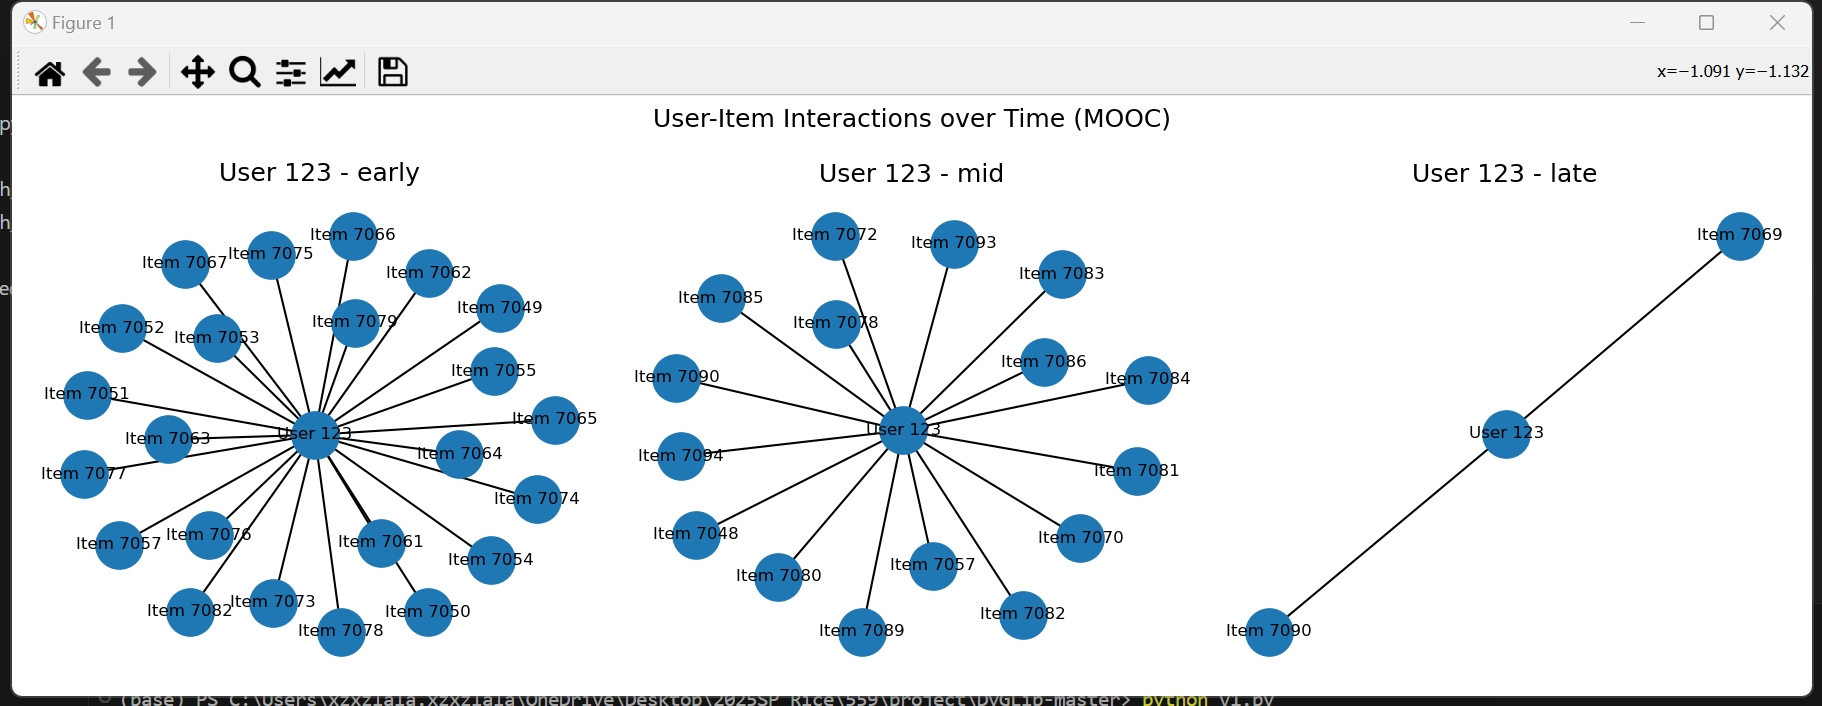 Figure 1
x=−1.091 y=−1.132
User-Item Interactions over Time (MOOC)
User 123 - early
Item 7066
Item 7075
Item 7067
Item 7062
Item 7049
Item 7079
Item 7052
Item 7053
Item 7055
Item 7051
Item 7065
User 123
Item 7063
Item 7064
Item 7077
Item 7074
Item 7076
Item 7061
Item 7057
Item 7054
Item 7082
Item 7073
Item 7050
Item 7078
User 123 - mid
Item 7072
Item 7093
Item 7083
Item 7085
Item 7078
Item 7086
Item 7090
Item 7084
User 123
Item 7094
Item 7081
Item 7048
Item 7070
Item 7057
Item 7080
Item 7082
Item 7089
User 123 - late
Item 7069
User 123
Item 7090
(base) PS C:\Users\xzxz1a1a.xzxz1a1a\OneDrive\Desktop\2025SP Rice\559\project\DyGLib-master> python v1.py